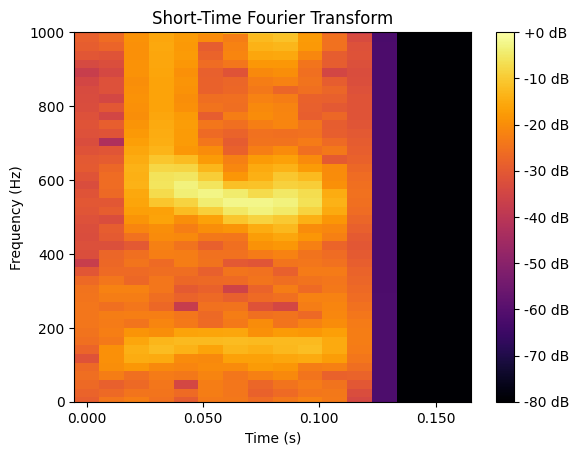 Short-Time Fourier Transform
Frequency (Hz)
1000
800
600
400
200
0
0.000
0.050
0.100
0.150
Time (s)
+0 dB
-10 dB
-20 dB
-30 dB
-40 dB
-50 dB
-60 dB
-70 dB
-80 dB